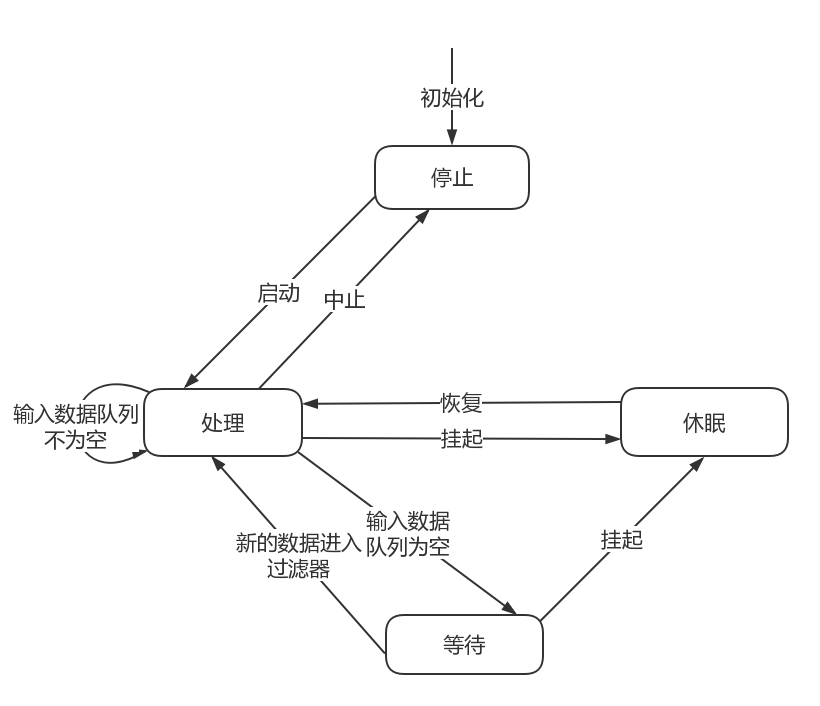 初始化
停止
启动
中止
恢复
输入数据队列
不为空
处理
休眠
挂起
输入数据
队列为空
新的数据进入
过滤器
挂起
等待